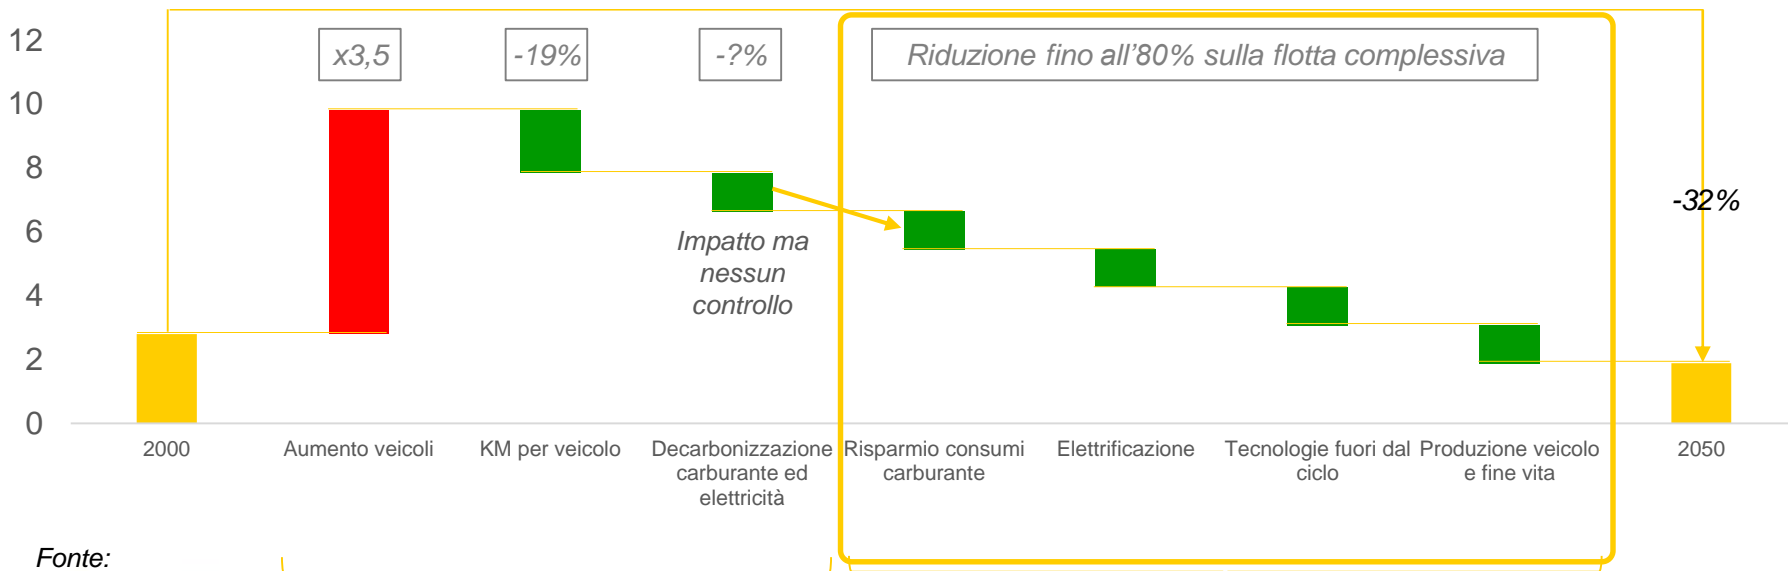 12
10
8
6
4
2
0
x3,5
-19%
-?%
Riduzione fino all'80% sulla flotta complessiva
-32%
Impatto ma
nessun
controllo
2000
Aumento veicoli
KM per veicolo
Decarbonizzazione
carburante ed
elettricità
Risparmio consumi
carburante
Elettrificazione
Tecnologie fuori dal
ciclo
Produzione veicolo
e fine vita
2050
Fonte: